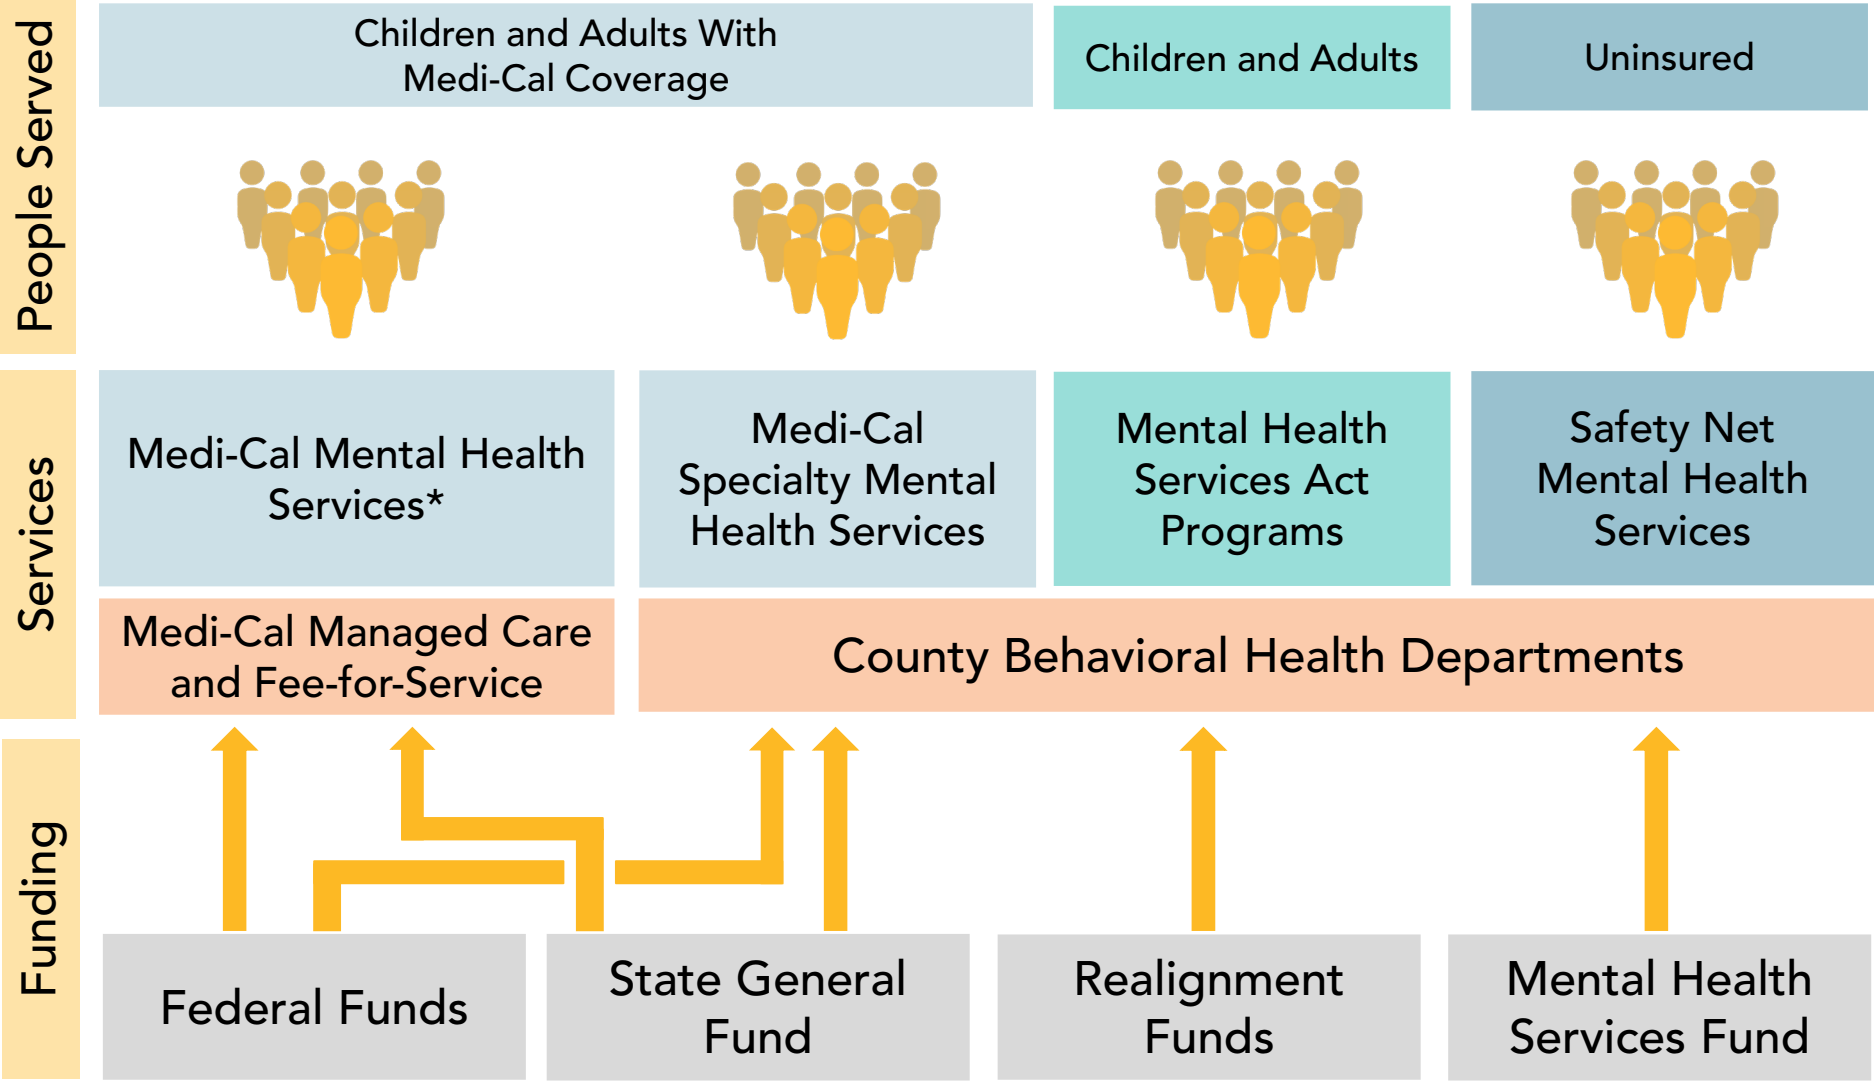 People Served
Children and Adults With
Medi-Cal Coverage
Children and Adults
Uninsured
Services
Medi-Cal Mental Health
Services*
Medi-Cal
Specialty Mental
Health Services
Mental Health
Services Act
Programs
Safety Net
Mental Health
Services
Medi-Cal Managed Care
and Fee-for-Service
County Behavioral Health Departments
Funding
Federal Funds
State General
Fund
Realignment
Funds
Mental Health
Services Fund